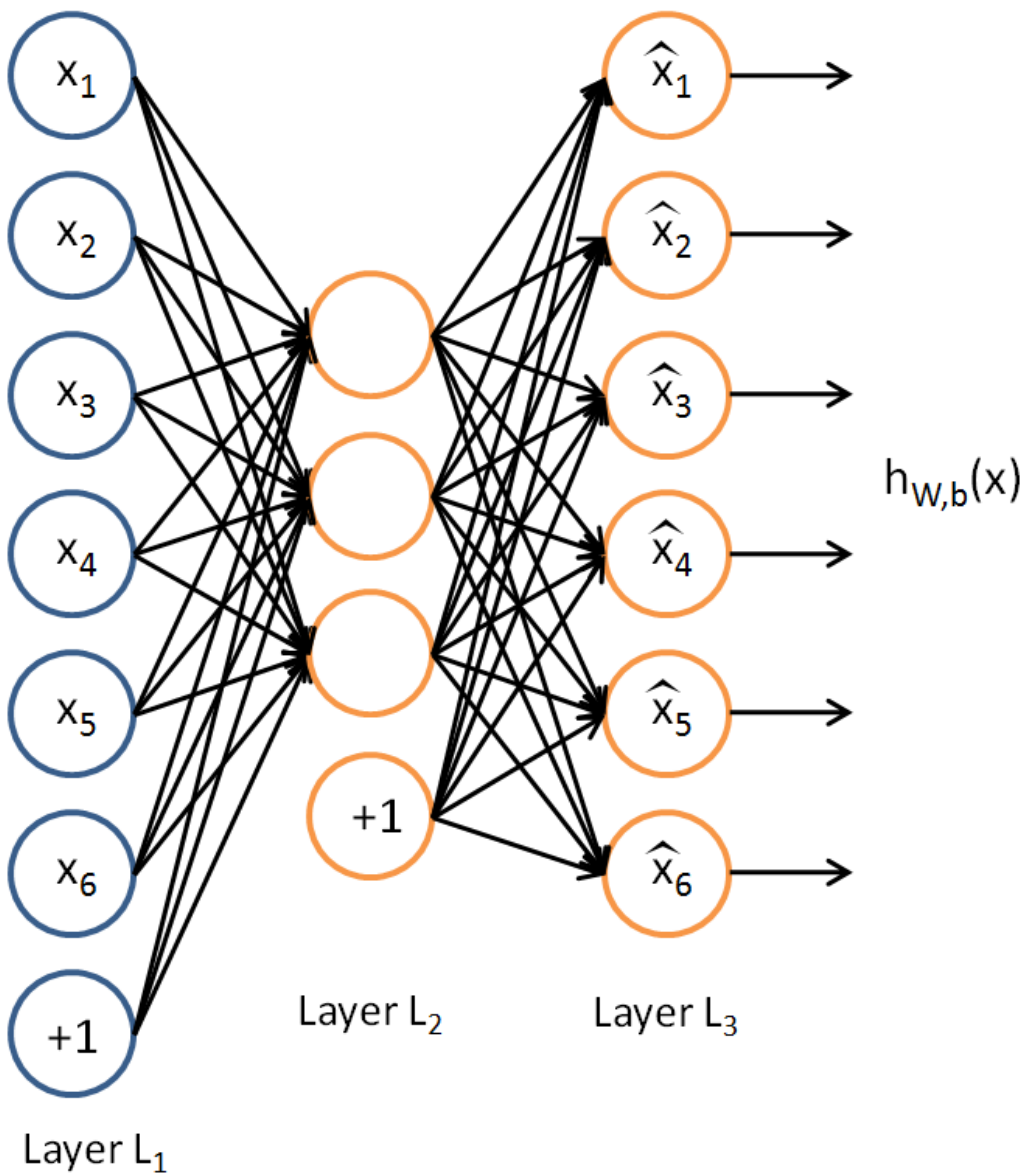 x₁
x₂
x₃
x₄
x₅
x₆
+1
Layer L₁
+1
Layer L₂
x̂₁
x̂₂
x̂₃
x̂₄
x̂₅
x̂₆
Layer L₃
h_W,b(x)